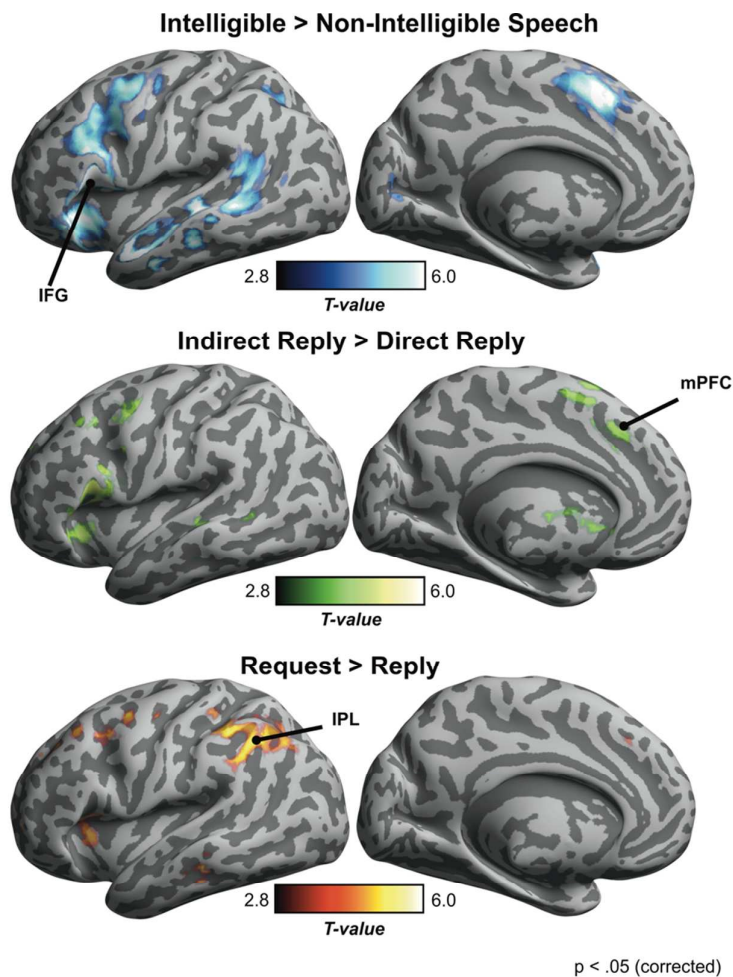 Intelligible > Non-Intelligible Speech
IFG
2.8 6.0
T-value
Indirect Reply > Direct Reply
mPFC
2.8 6.0
T-value
Request > Reply
IPL
2.8 6.0
T-value
p < .05 (corrected)